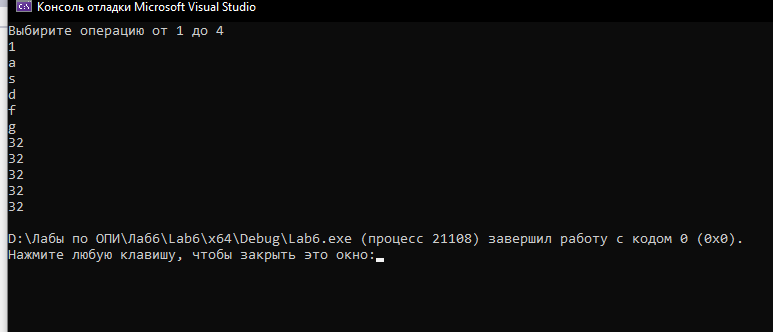 Консоль отладки Microsoft Visual Studio
Выбирите операцию от 1 до 4
1
a
s
d
f
g
32
32
32
32
32
D:\Лабы по ОПИ\Лаб6\Lab6\x64\Debug\Lab6.exe (процесс 21108) завершил работу с кодом 0 (0x0).
Нажмите любую клавишу, чтобы закрыть это окно: